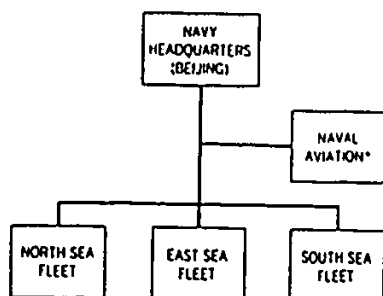 NAVY
HEADQUARTERS
(BEIJING)
NAVAL
AVIATION*
NORTH SEA
FLEET
EAST SEA
FLEET
SOUTH SEA
FLEET